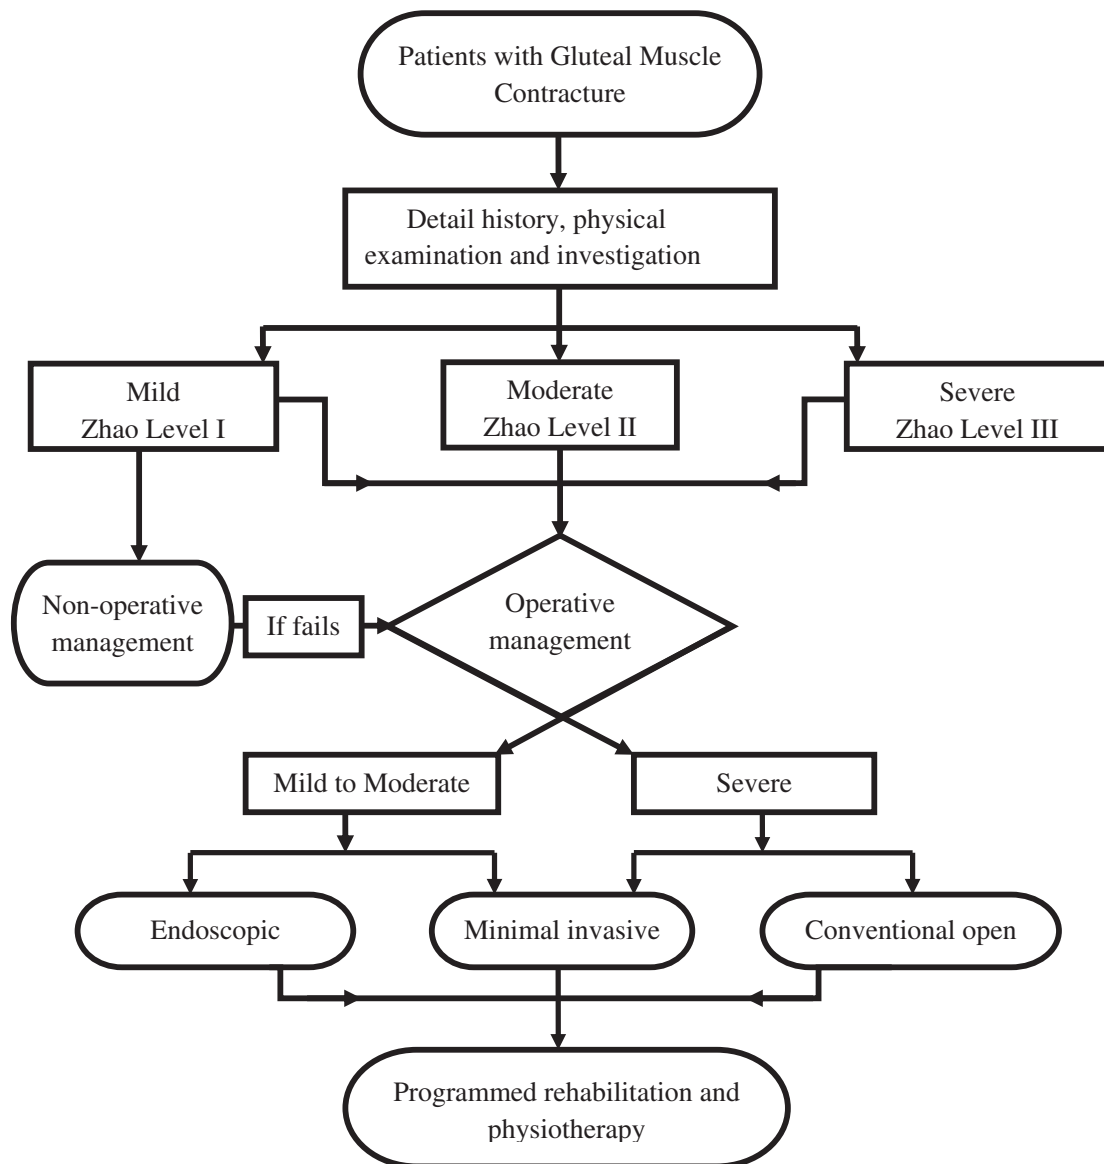 Patients with Gluteal Muscle
Contracture
Detail history, physical
examination and investigation
Mild
Zhao Level I
Moderate
Zhao Level II
Severe
Zhao Level III
Non-operative
management
If fails
Operative
management
Mild to Moderate
Severe
Endoscopic
Minimal invasive
Conventional open
Programmed rehabilitation and
physiotherapy